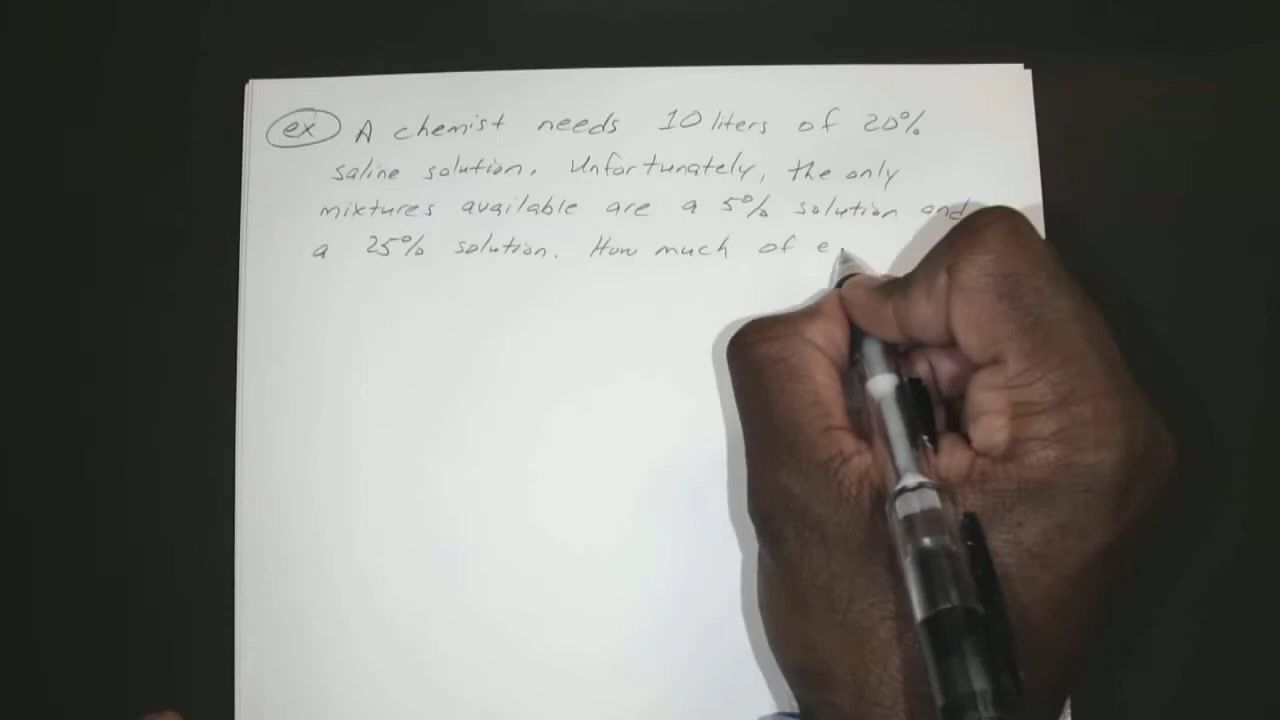 ex A chemist needs 10 liters of 20%
saline solution. Unfortunately, the only
mixtures available are a 5% solution and
a 25% solution. How much of e